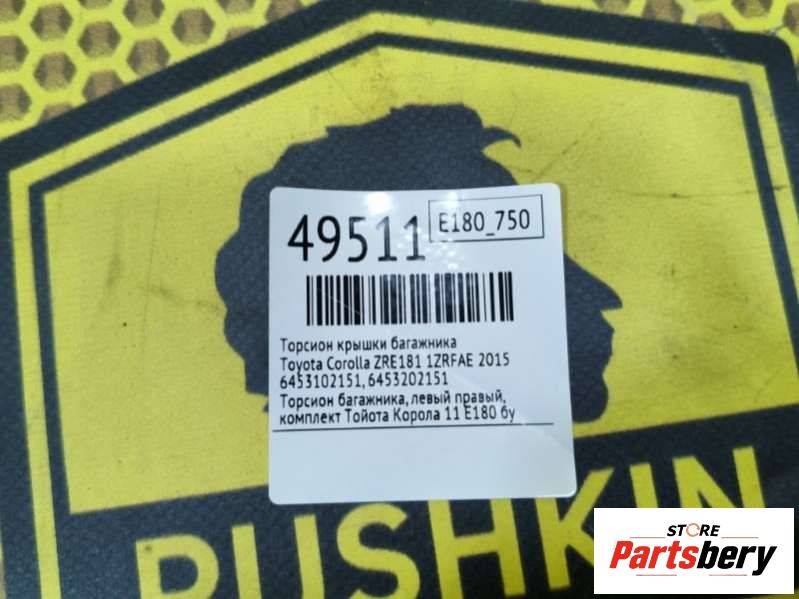 49511
E180_750
Торсион крышки багажника
Toyota Corolla ZRE181 1ZRFAE 2015
6453102151, 6453202151
Торсион багажника, левый правый,
комплект Тойота Корола 11 Е180 бу
PUSHKIN
STORE
Partsbery